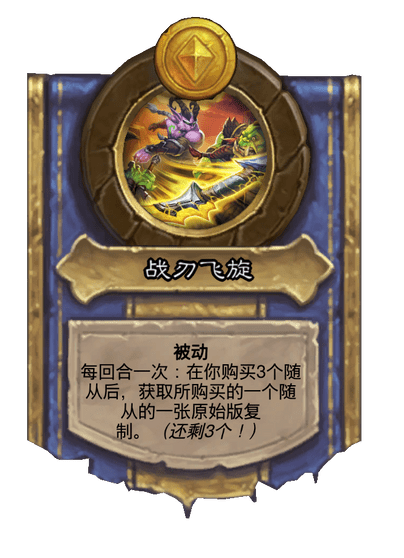 战刃飞旋
被动
每回合一次：在你购买3个随
从后，获取所购买的一个随
从的一张原始版复
制。（还剩3个！）